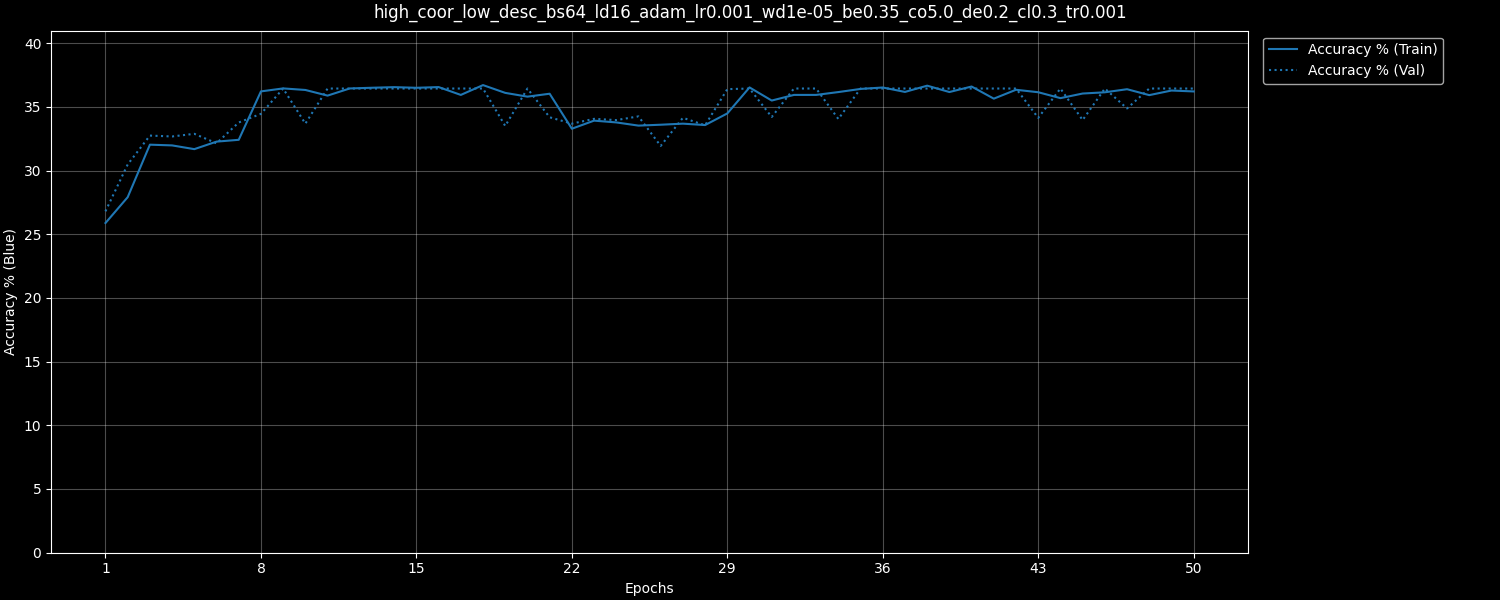 high_coor_low_desc_bs64_ld16_adam_lr0.001_wd1e-05_be0.35_co5.0_de0.2_cl0.3_tr0.001
Accuracy % (Train)
Accuracy % (Val)
Accuracy % (Blue)
40
35
30
25
20
15
10
5
0
1 8 15 22 29 36 43 50
Epochs